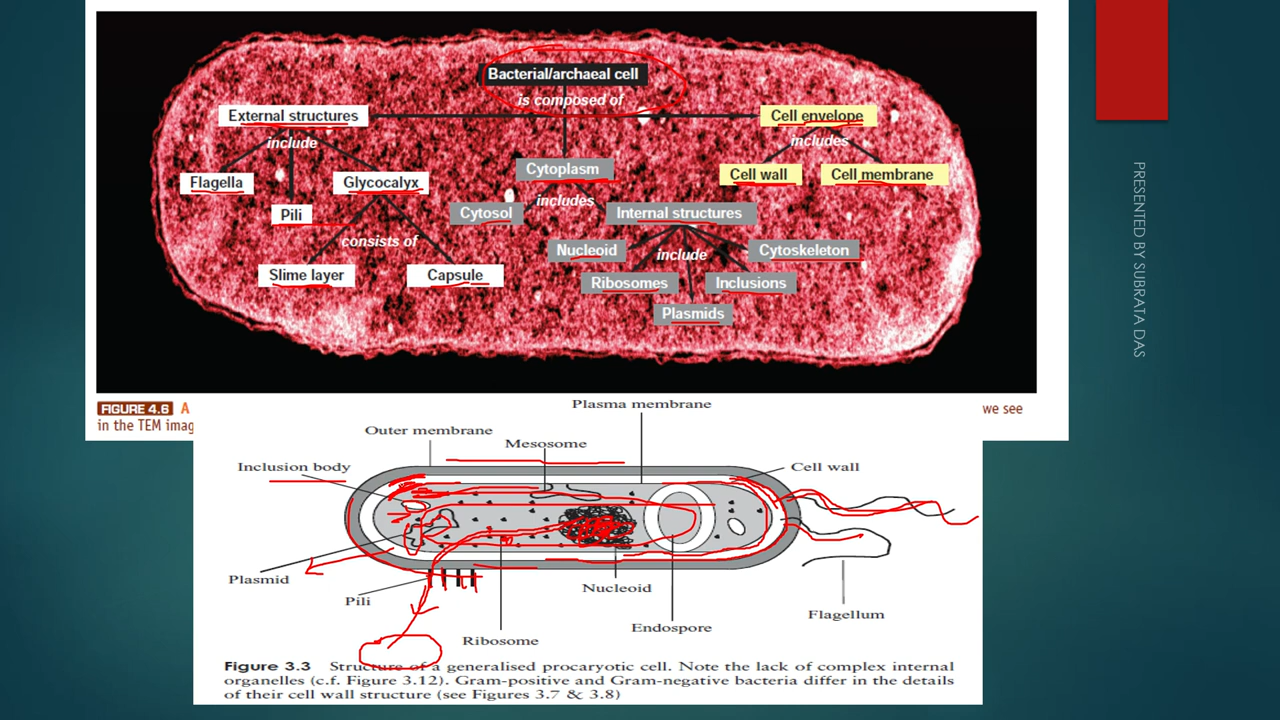 Bacterial/archaeal cell
is composed of
External structures
Cell envelope
include
includes
Cytoplasm
Flagella
Glycocalyx
Cell wall
Cell membrane
includes
Pili
Cytosol
Internal structures
consists of
Nucleoid
include
Cytoskeleton
Slime layer
Capsule
Ribosomes
Inclusions
Plasmids
PRESENTED BY SUBRATA DAS
FIGURE 4.6 A
we see
in the TEM imag
Plasma membrane
Outer membrane
Mesosome
Inclusion body
Cell wall
Plasmid
Pili
Nucleoid
Flagellum
Endospore
Ribosome
Figure 3.3 Structure of a generalised procaryotic cell. Note the lack of complex internal
organelles (c.f. Figure 3.12). Gram-positive and Gram-negative bacteria differ in the details
of their cell wall structure (see Figures 3.7 & 3.8)